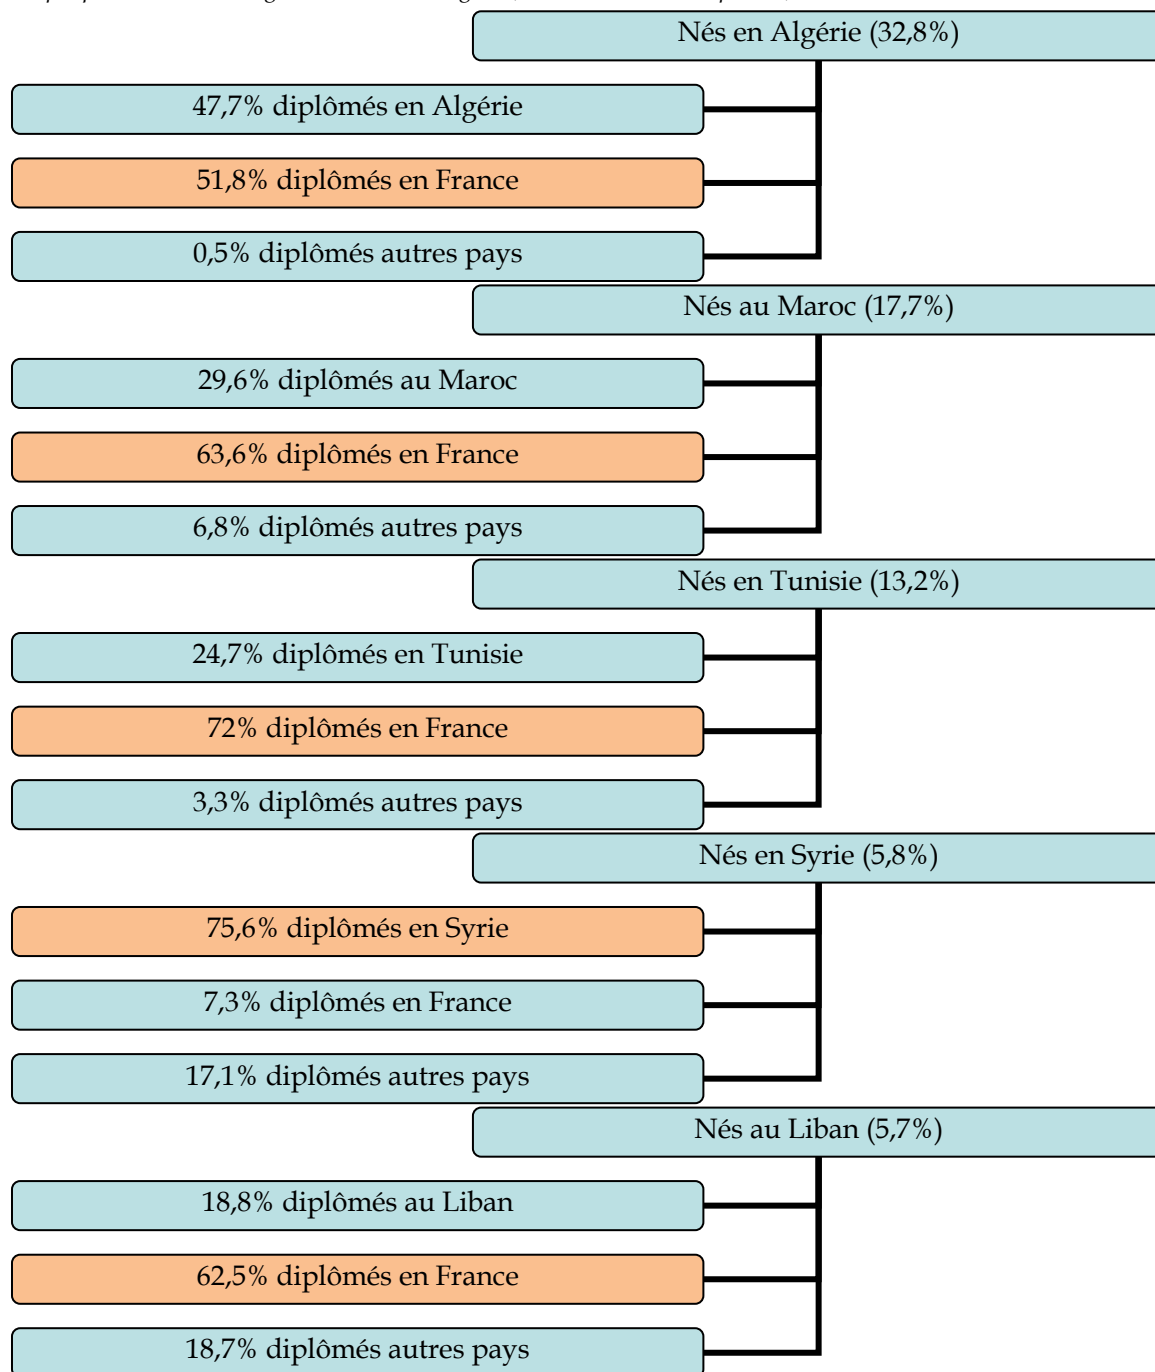 Nés en Algérie (32,8%)
47,7% diplômés en Algérie
51,8% diplômés en France
0,5% diplômés autres pays
Nés au Maroc (17,7%)
29,6% diplômés au Maroc
63,6% diplômés en France
6,8% diplômés autres pays
Nés en Tunisie (13,2%)
24,7% diplômés en Tunisie
72% diplômés en France
3,3% diplômés autres pays
Nés en Syrie (5,8%)
75,6% diplômés en Syrie
7,3% diplômés en France
17,1% diplômés autres pays
Nés au Liban (5,7%)
18,8% diplômés au Liban
62,5% diplômés en France
18,7% diplômés autres pays